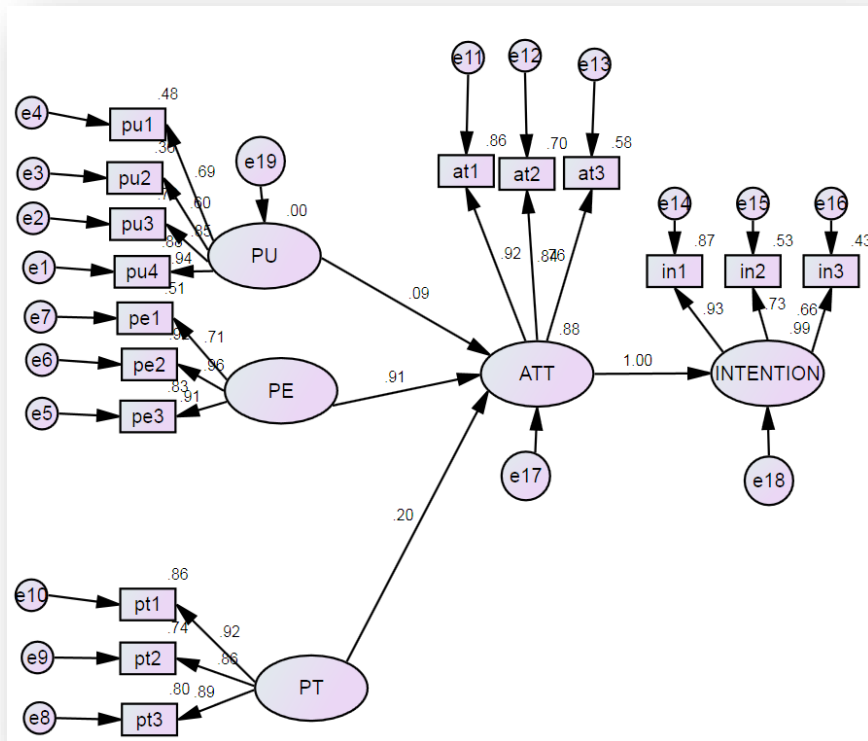 e11
e12
e13
e4
.48
pu1
.86
.70
.58
e3
pu2
.69
e19
at1
at2
at3
.60
e2
pu3
.85
.00
e14
e15
e16
PU
.87
.53
.43
e1
pu4
.94
.92
.84
.76
in1
in2
in3
.51
e7
pe1
.09
.93
.73
.66
.71
.88
.99
e6
pe2
.96
PE
ATT
1.00
INTENTION
.83
.91
.91
e5
pe3
e17
e18
.20
.86
e10
pt1
.92
.74
e9
pt2
.86
PT
.80
.89
e8
pt3